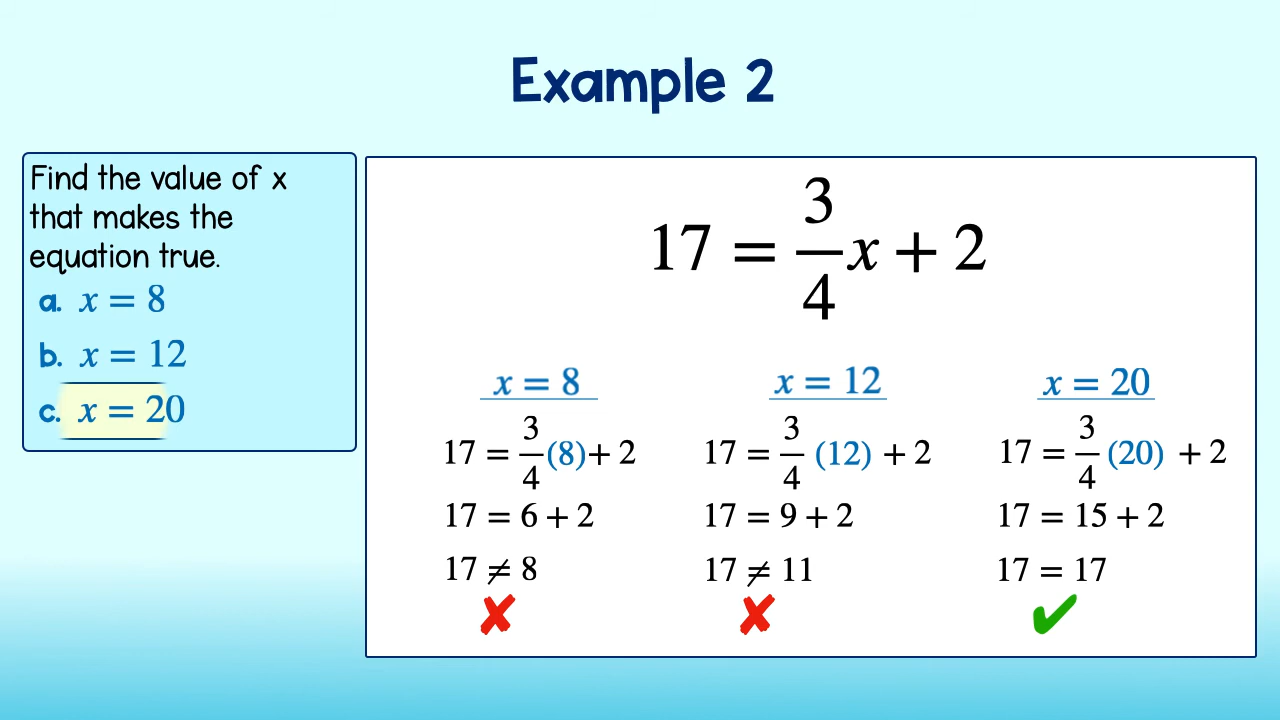 Example 2
Find the value of x
that makes the
equation true.
a. x = 8
b. x = 12
c. x = 20
17 = 3/4 x + 2
x = 8
17 = 3/4 (8) + 2
17 = 6 + 2
17 ≠ 8
✘
x = 12
17 = 3/4 (12) + 2
17 = 9 + 2
17 ≠ 11
✘
x = 20
17 = 3/4 (20) + 2
17 = 15 + 2
17 = 17
✔